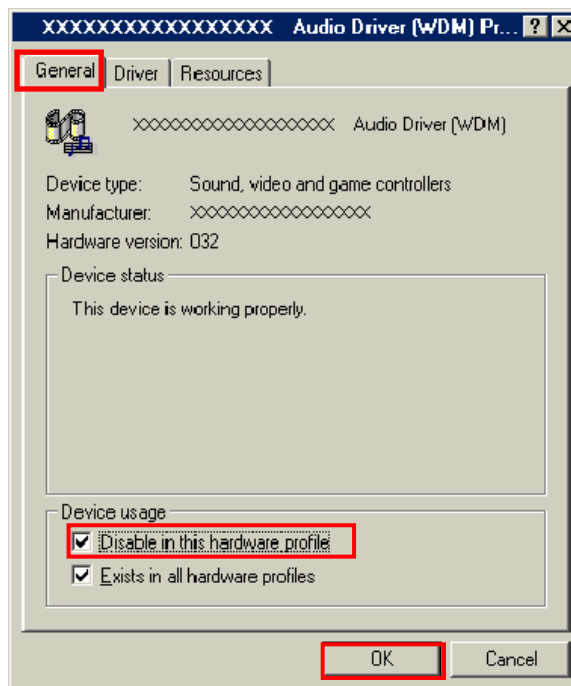 XXXXXXXXXXXXXXXXX Audio Driver (WDM) Pr... ? X
General Driver Resources
XXXXXXXXXXXXXXXXXXX Audio Driver (WDM)
Device type: Sound, video and game controllers
Manufacturer: XXXXXXXXXXXXXXXXX
Hardware version: 032
Device status
This device is working properly.
Device usage
Disable in this hardware profile
Exists in all hardware profiles
OK Cancel